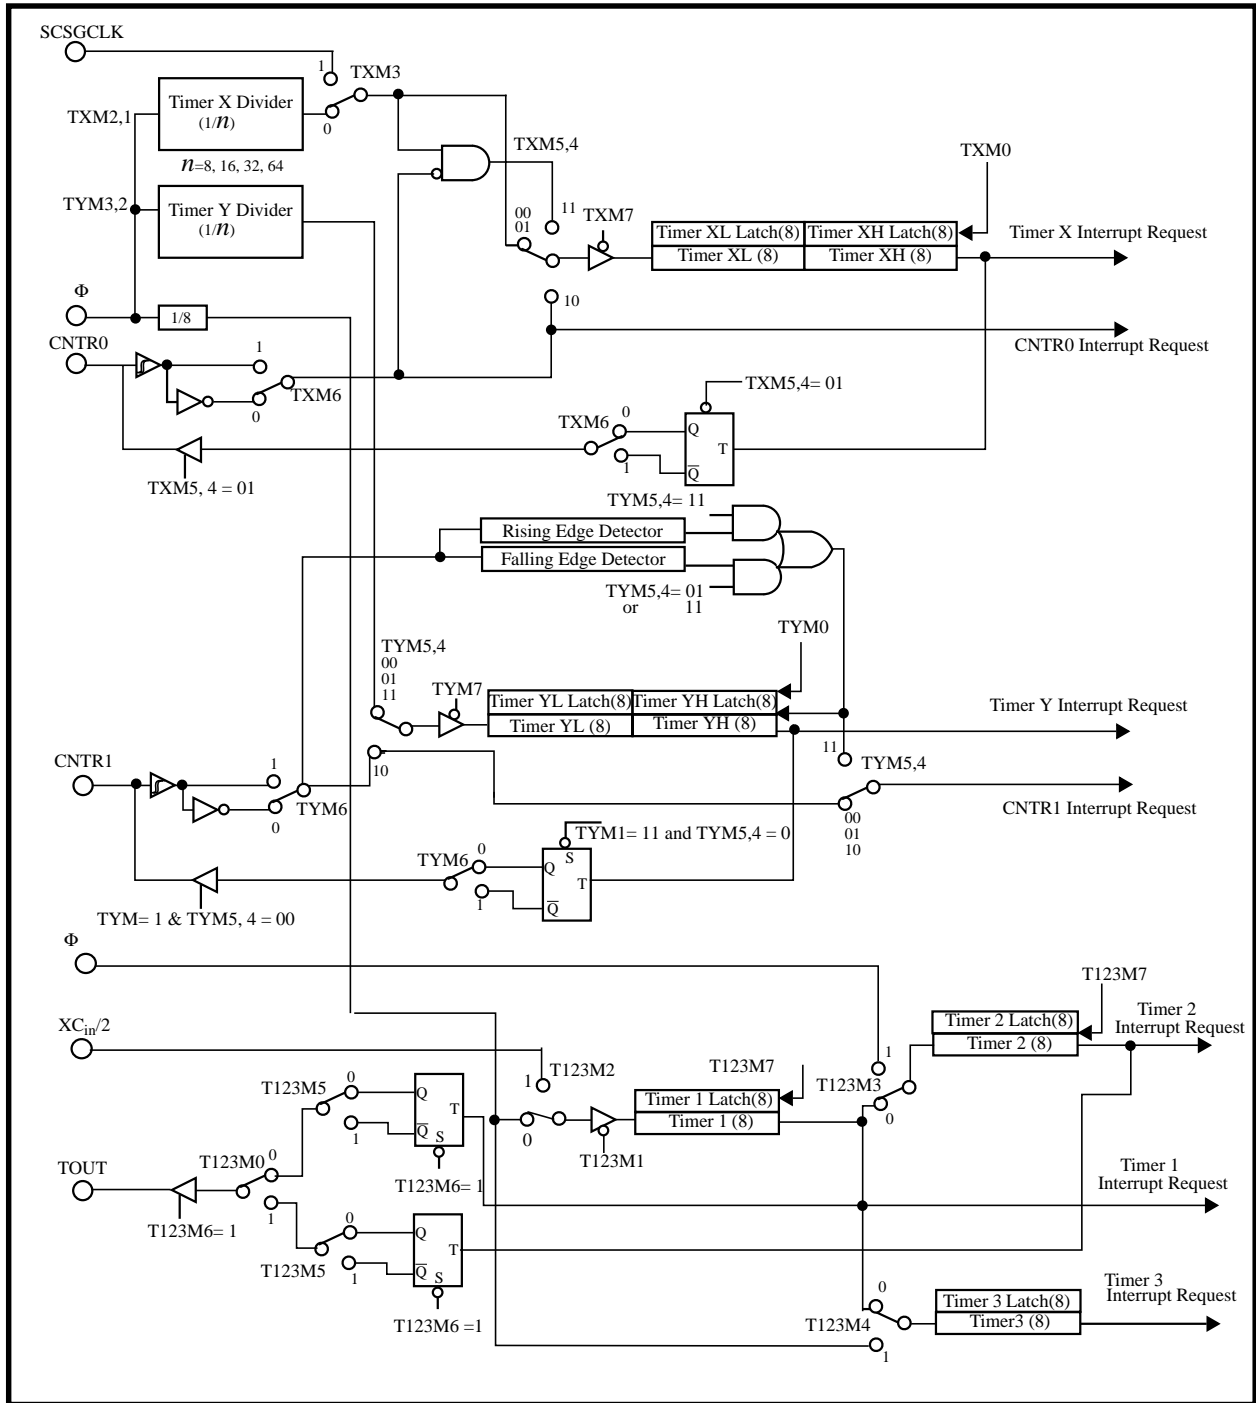 SCSGCLK
1
TXM3
TXM2,1
Timer X Divider
(1/n)
0
n=8, 16, 32, 64
TXM5,4
TXM0
TYM3,2
Timer Y Divider
(1/n)
00
01
11
TXM7
Timer XL Latch(8)
Timer XH Latch(8)
Timer XL (8)
Timer XH (8)
Timer X Interrupt Request
Φ
1/8
10
CNTR0
CNTR0 Interrupt Request
1
TXM6
0
TXM5,4= 01
TXM6
0
Q
T
1
Q
TXM5, 4 = 01
TYM5,4= 11
Rising Edge Detector
Falling Edge Detector
TYM5,4= 01
or 11
TYM0
TYM5,4
00
01
11
TYM7
Timer YL Latch(8)
Timer YH Latch(8)
Timer YL (8)
Timer YH (8)
Timer Y Interrupt Request
11
TYM5,4
CNTR1
1
10
TYM6
0
CNTR1 Interrupt Request
00
01
10
TYM1= 11 and TYM5,4 = 0
TYM6
0
S
Q
T
1
Q
TYM= 1 & TYM5, 4 = 00
Φ
T123M7
XCin/2
Timer 2 Latch(8)
Timer 2 (8)
Timer 2
Interrupt Request
1
T123M2
T123M7
1
T123M3
0
T123M5
0
Q
T
1
Q
S
0
Timer 1 Latch(8)
Timer 1 (8)
T123M1
TOUT
T123M0
0
T123M6= 1
Timer 1
Interrupt Request
1
T123M6= 1
0
Q
T
T123M5
1
Q
S
T123M6 =1
0
T123M4
1
Timer 3 Latch(8)
Timer3 (8)
Timer 3
Interrupt Request